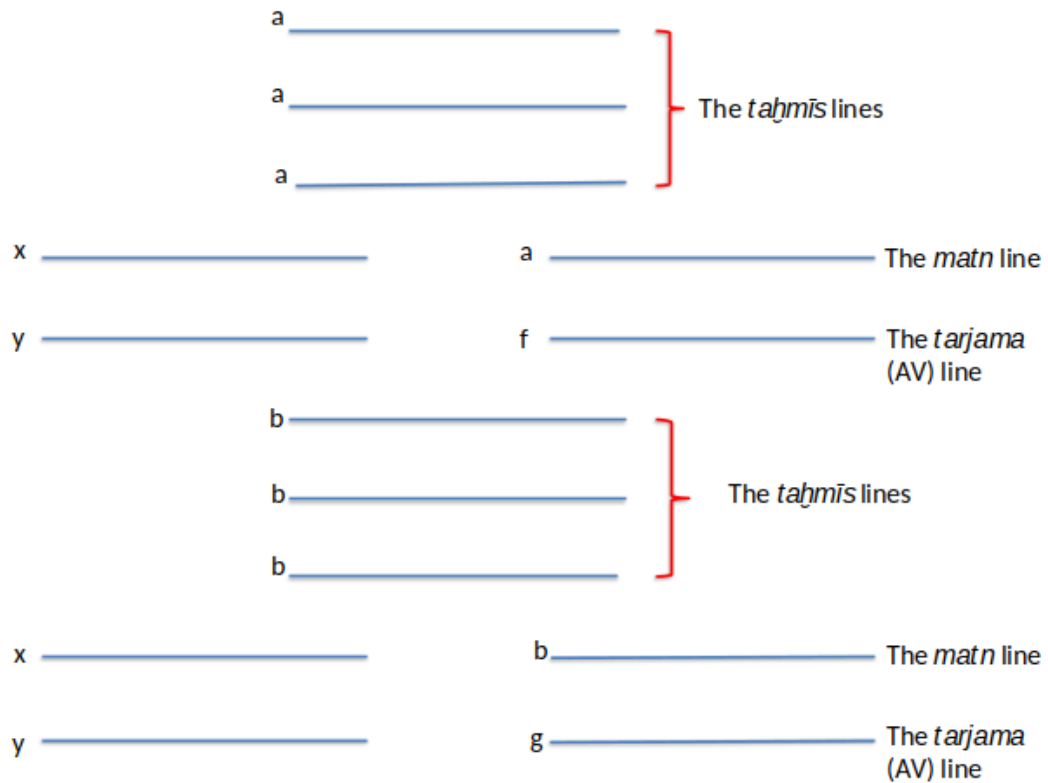 a
a
The taḫmīs lines
a
x a The matn line
y f The tarjama
(AV) line
b
b
The taḫmīs lines
b
x b The matn line
y g The tarjama
(AV) line